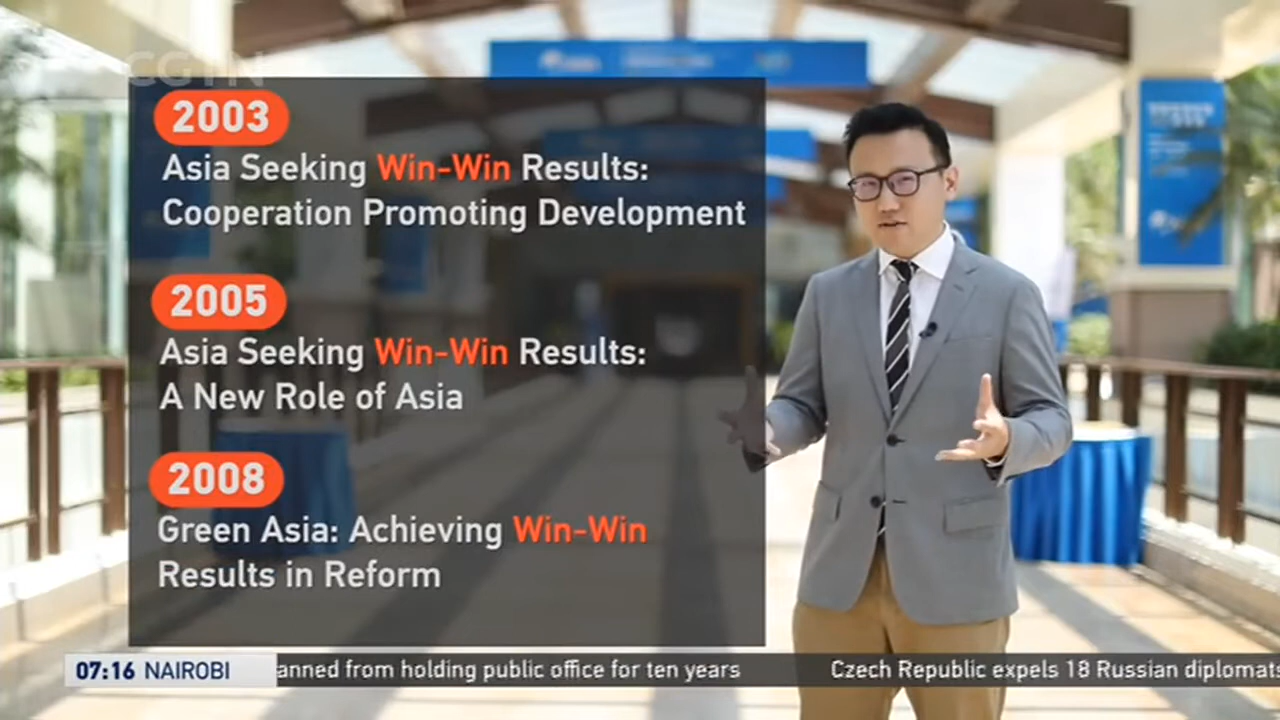 CGTN
2003
Asia Seeking Win-Win Results:
Cooperation Promoting Development
2005
Asia Seeking Win-Win Results:
A New Role of Asia
2008
Green Asia: Achieving Win-Win
Results in Reform
07:16 NAIROBI anned from holding public office for ten years Czech Republic expels 18 Russian diplomats